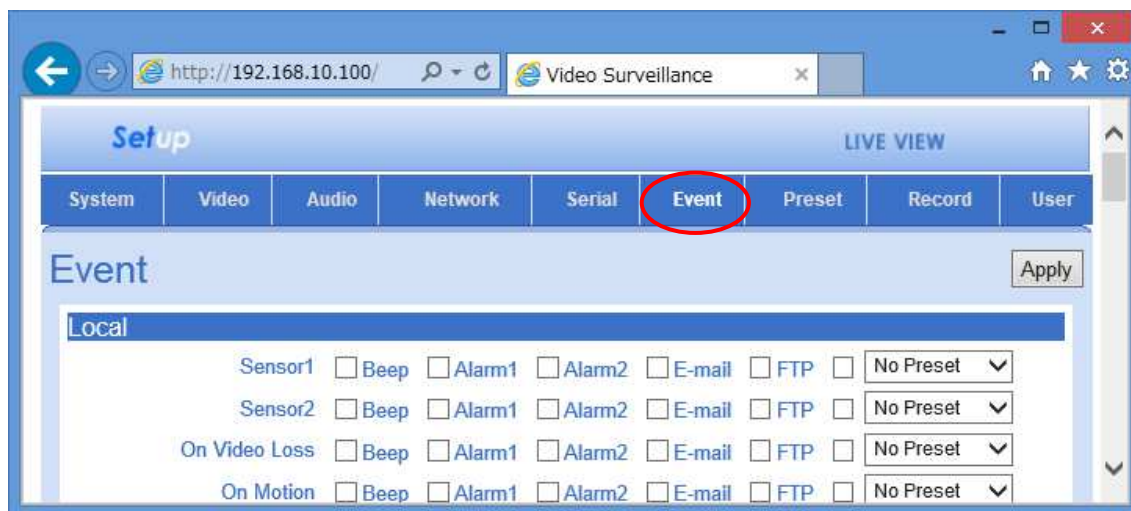 http://192.168.10.100/ Video Surveillance
Setup LIVE VIEW
System Video Audio Network Serial Event Preset Record User
Event Apply
Local
Sensor1 Beep Alarm1 Alarm2 E-mail FTP No Preset
Sensor2 Beep Alarm1 Alarm2 E-mail FTP No Preset
On Video Loss Beep Alarm1 Alarm2 E-mail FTP No Preset
On Motion Beep Alarm1 Alarm2 E-mail FTP No Preset